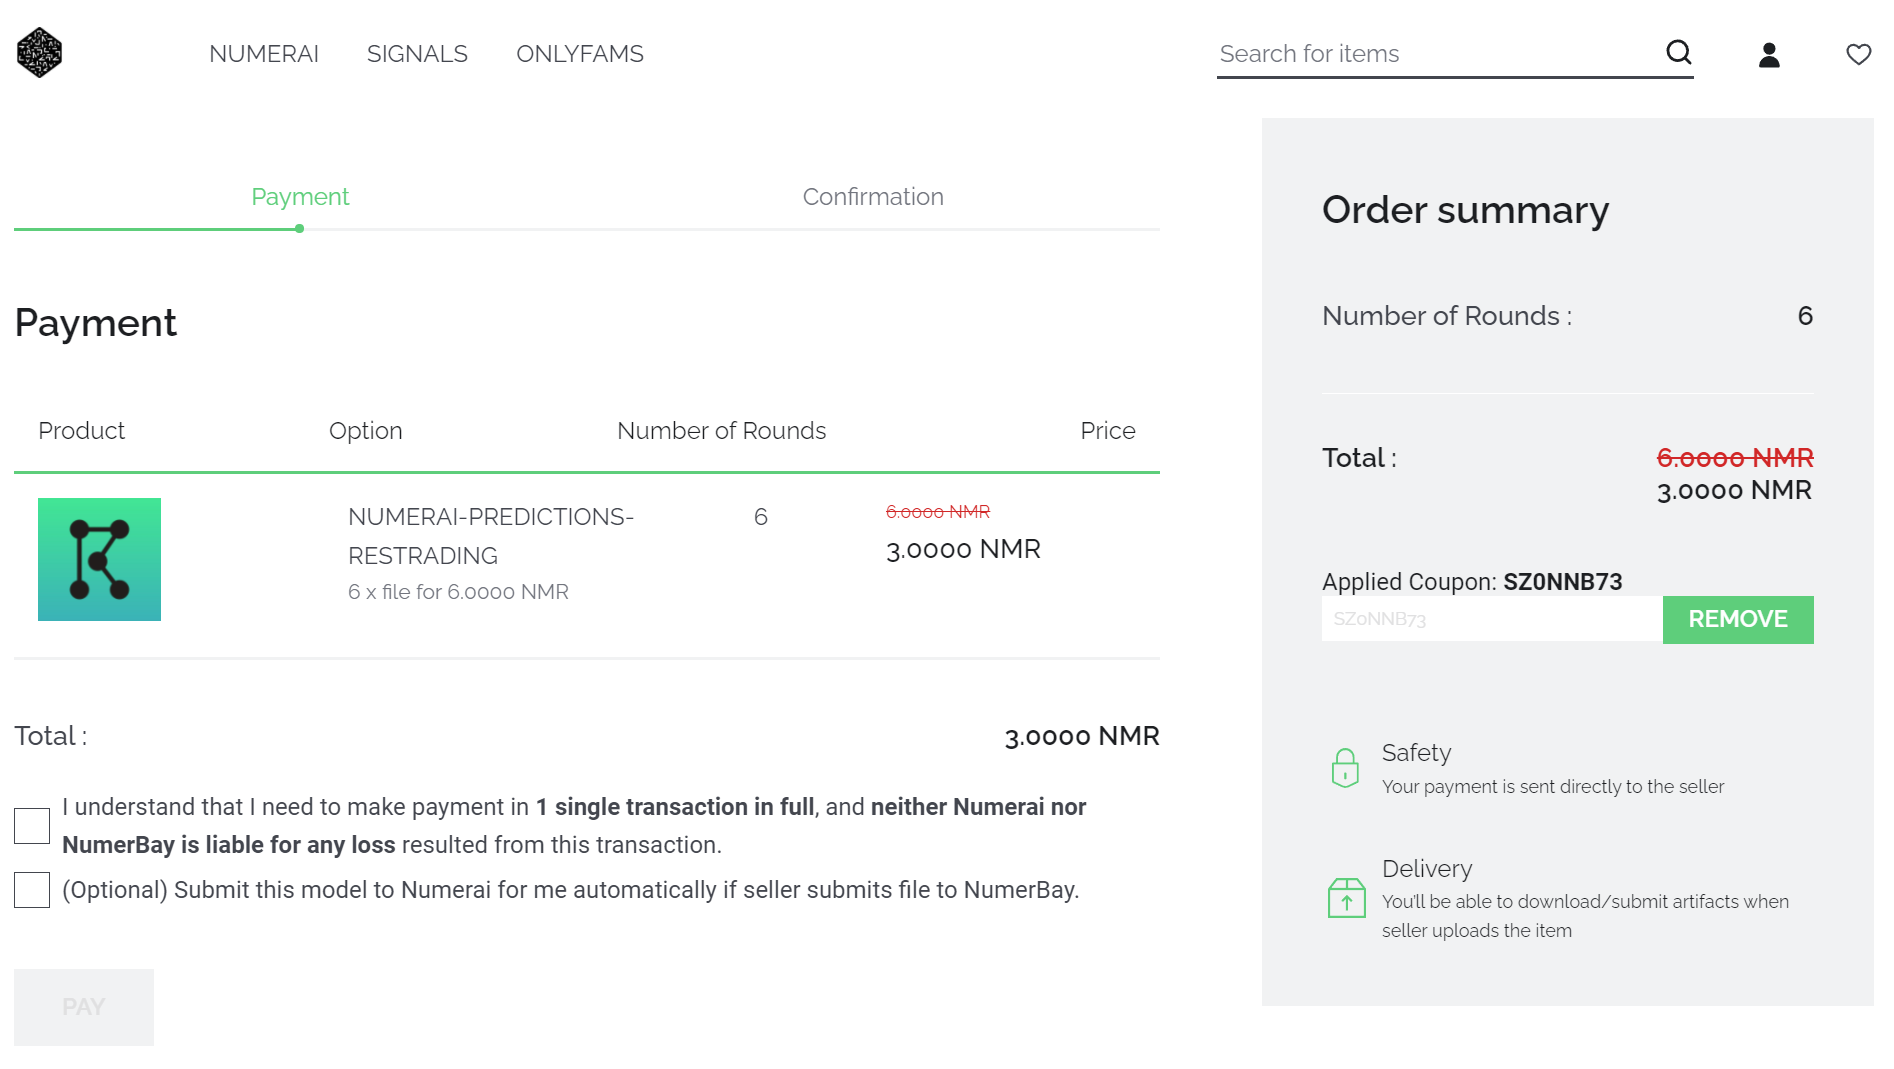 NUMERAI SIGNALS ONLYFAMS
Search for items
Payment Confirmation
Payment
Product Option Number of Rounds Price
NUMERAI-PREDICTIONS-
RESTRADING
6 x file for 6.0000 NMR
6
6.0000 NMR
3.0000 NMR
Total :
3.0000 NMR
I understand that I need to make payment in 1 single transaction in full, and neither Numerai nor
NumerBay is liable for any loss resulted from this transaction.
(Optional) Submit this model to Numerai for me automatically if seller submits file to NumerBay.
PAY
Order summary
Number of Rounds : 6
Total : 6.0000 NMR
3.0000 NMR
Applied Coupon: SZ0NNB73
SZ0NNB73
REMOVE
Safety
Your payment is sent directly to the seller
Delivery
You'll be able to download/submit artifacts when
seller uploads the item